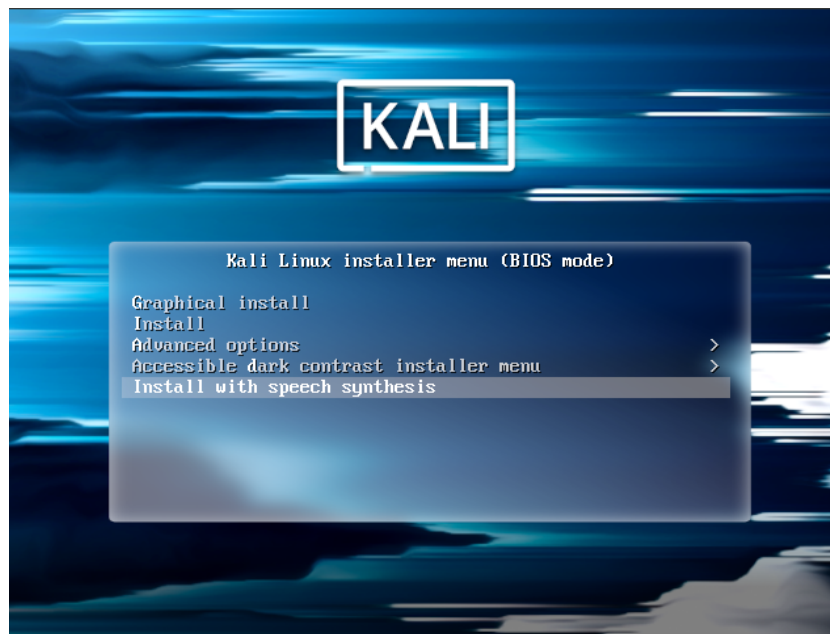 KALI
Kali Linux installer menu (BIOS mode)
Graphical install
Install
Advanced options >
Accessible dark contrast installer menu >
Install with speech synthesis